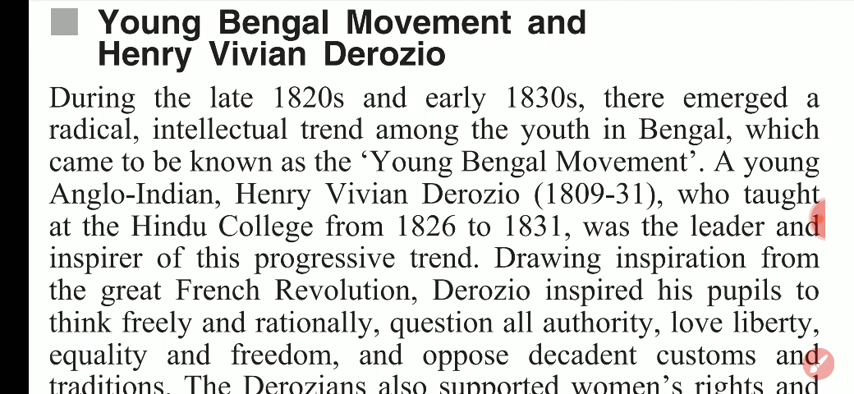 Young Bengal Movement and
Henry Vivian Derozio
During the late 1820s and early 1830s, there emerged a
radical, intellectual trend among the youth in Bengal, which
came to be known as the ‘Young Bengal Movement’. A young
Anglo-Indian, Henry Vivian Derozio (1809-31), who taught
at the Hindu College from 1826 to 1831, was the leader and
inspirer of this progressive trend. Drawing inspiration from
the great French Revolution, Derozio inspired his pupils to
think freely and rationally, question all authority, love liberty,
equality and freedom, and oppose decadent customs and
traditions. The Derozians also supported women’s rights and